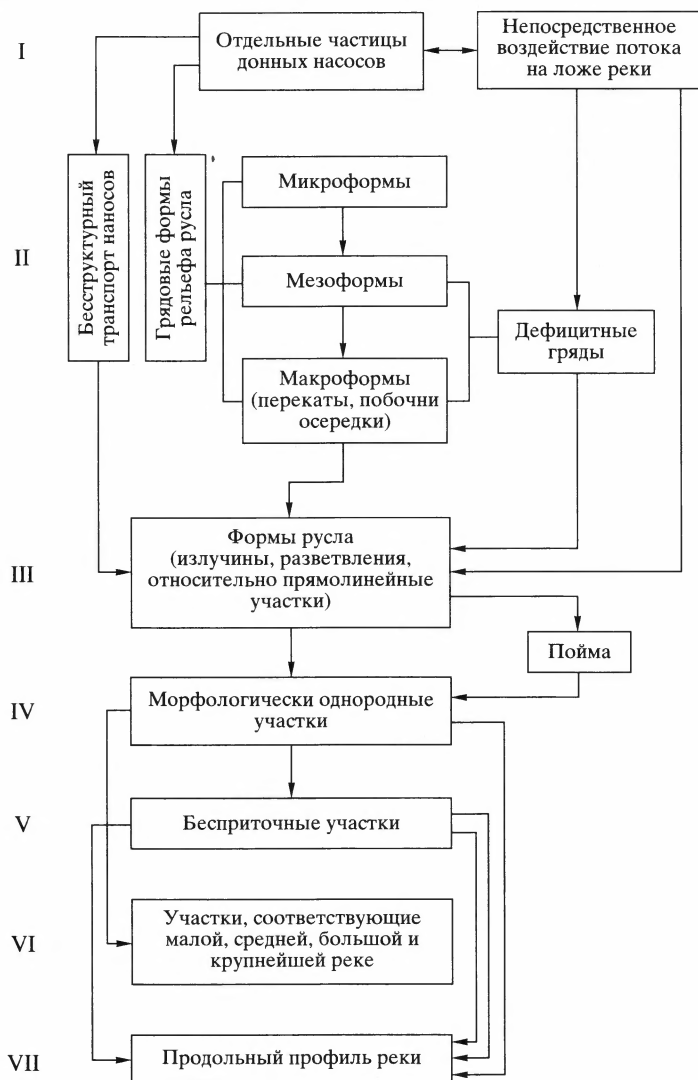 I
Отдельные частицы
донных насосов
Непосредственное
воздействие потока
на ложе реки
II
Бесструктурный
транспорт наносов
Грядовые формы
рельефа русла
Микроформы
Мезоформы
Макроформы
(перекаты, побочни
осередки)
Дефицитные
гряды
III
Формы русла
(излучины, разветвления,
относительно прямолинейные
участки)
Пойма
IV
Морфологически однородные
участки
V
Бесприточные участки
VI
Участки, соответствующие
малой, средней, большой и
крупнейшей реке
VII
Продольный профиль реки